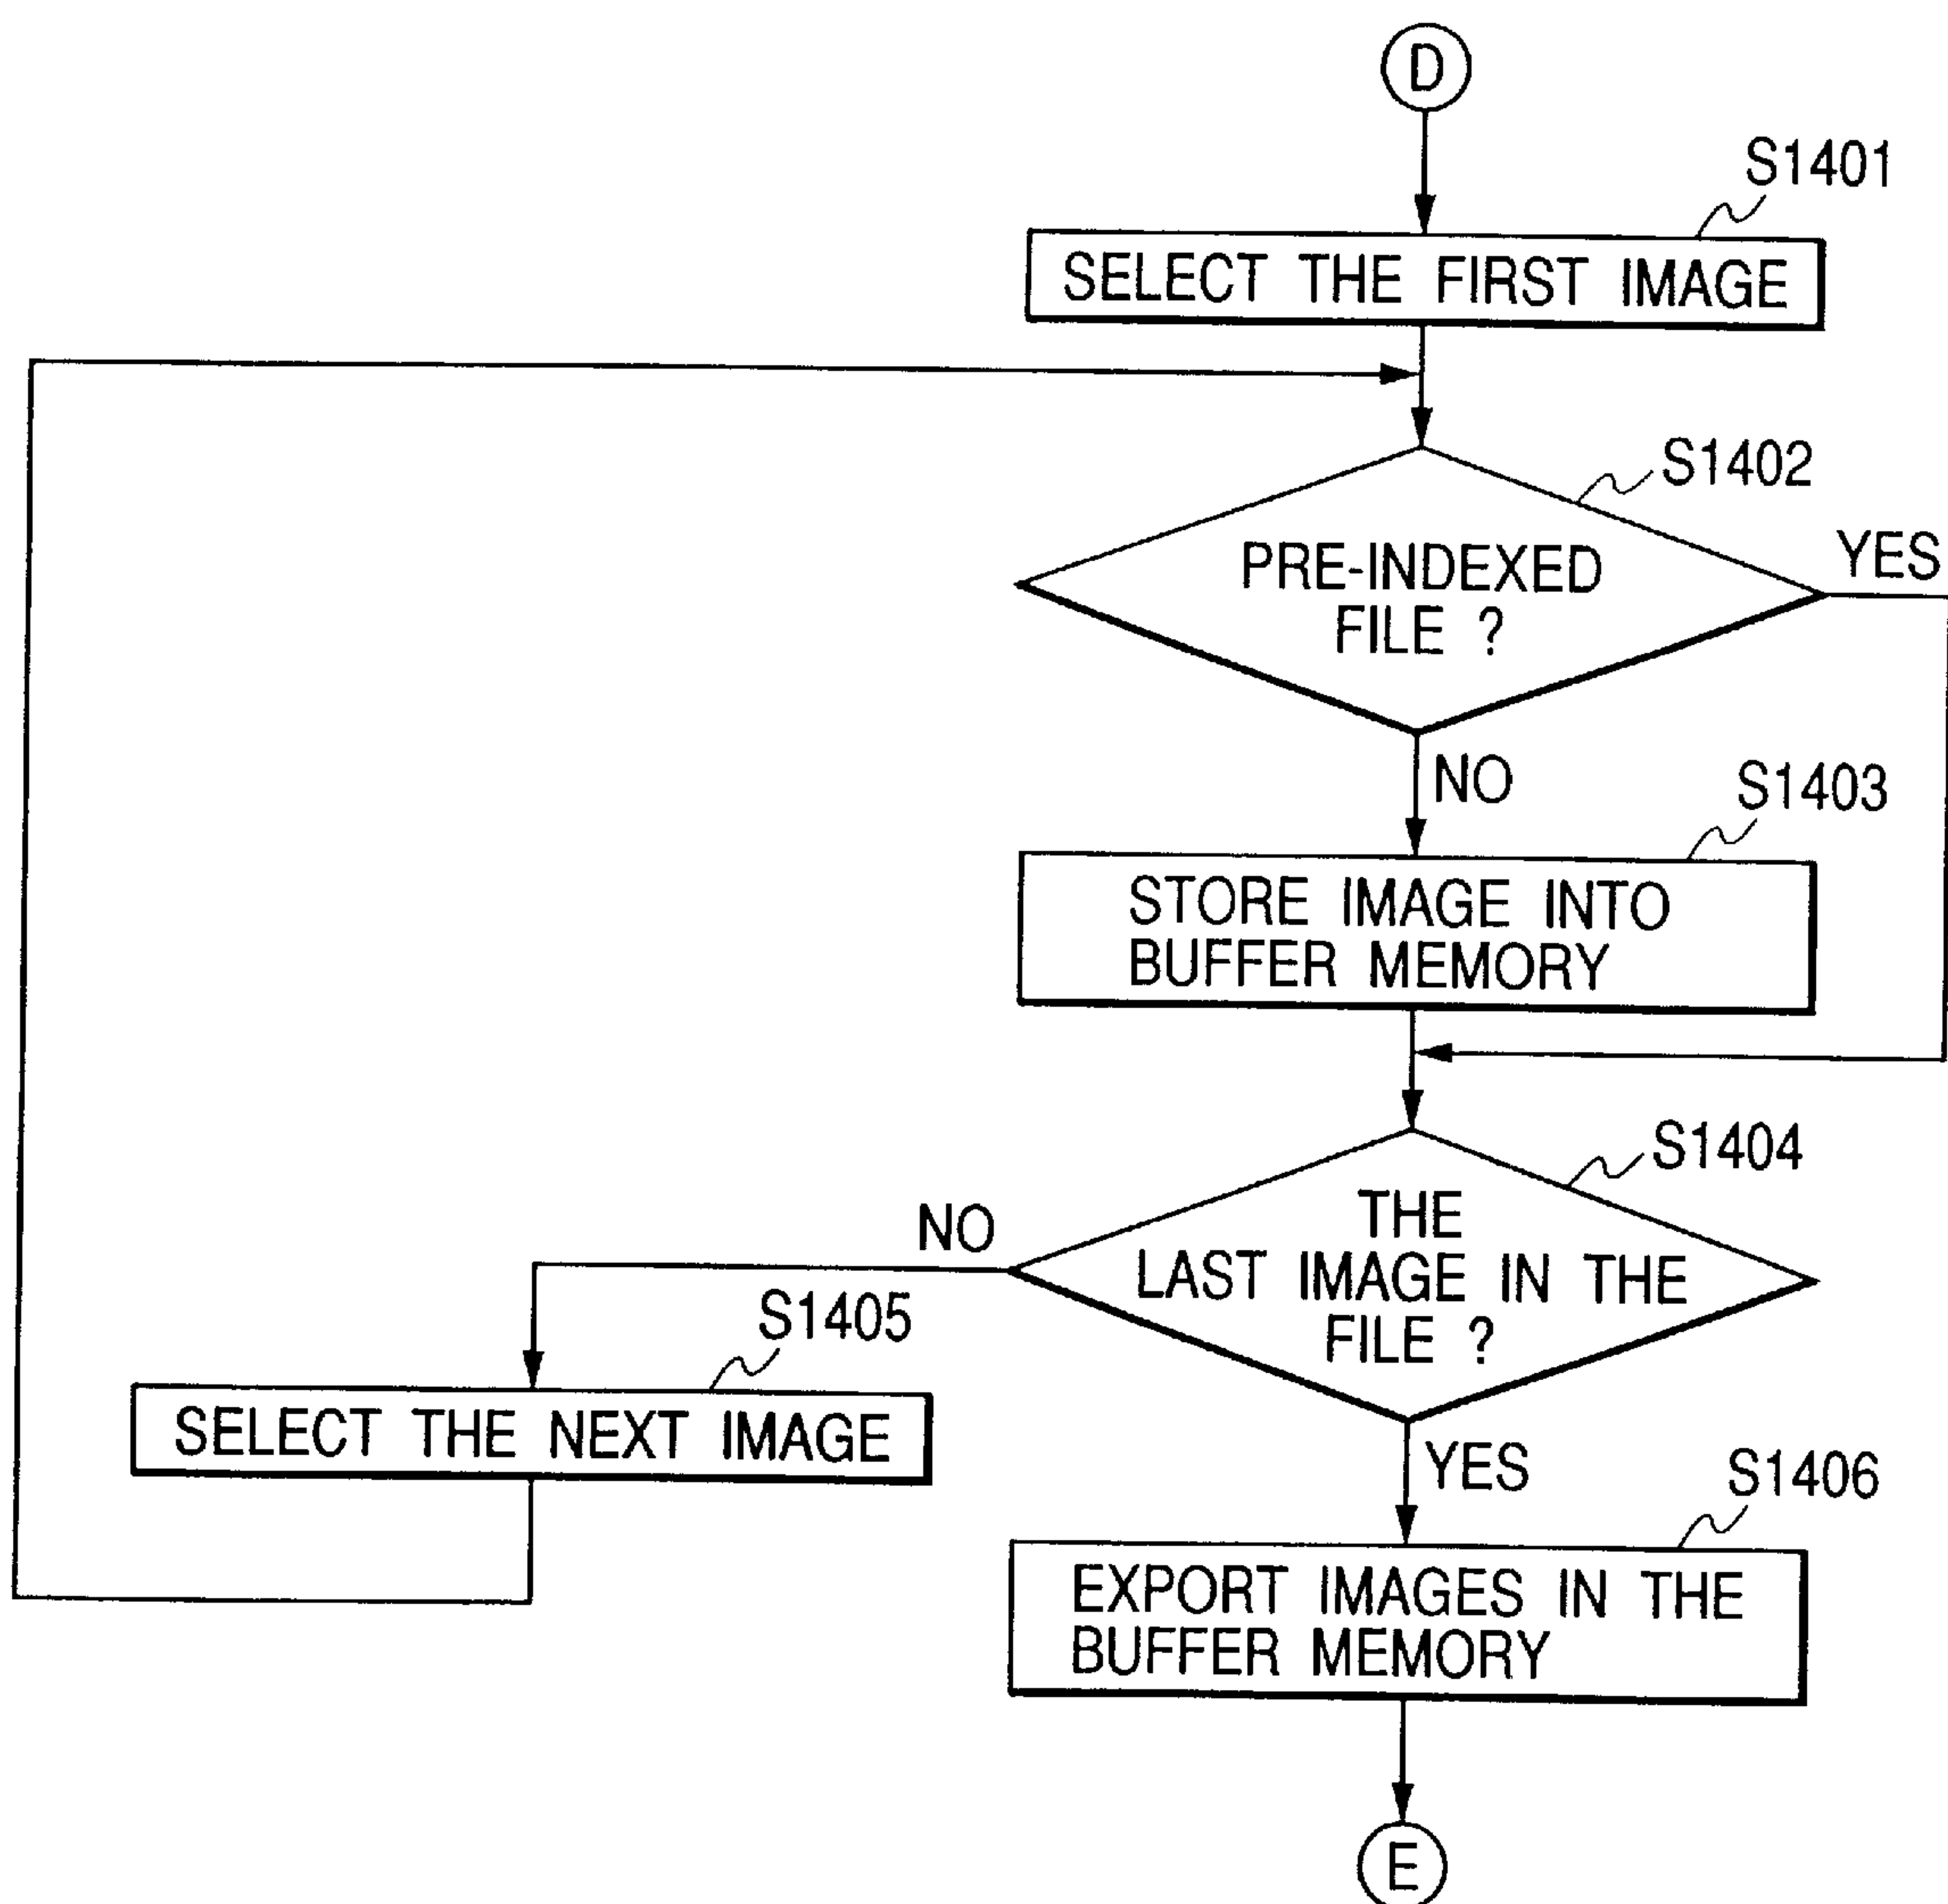 D
S1401
SELECT THE FIRST IMAGE
S1402
PRE-INDEXED
FILE ?
YES
NO
S1403
STORE IMAGE INTO
BUFFER MEMORY
S1404
THE
LAST IMAGE IN THE
FILE ?
NO
S1405
SELECT THE NEXT IMAGE
YES
S1406
EXPORT IMAGES IN THE
BUFFER MEMORY
E